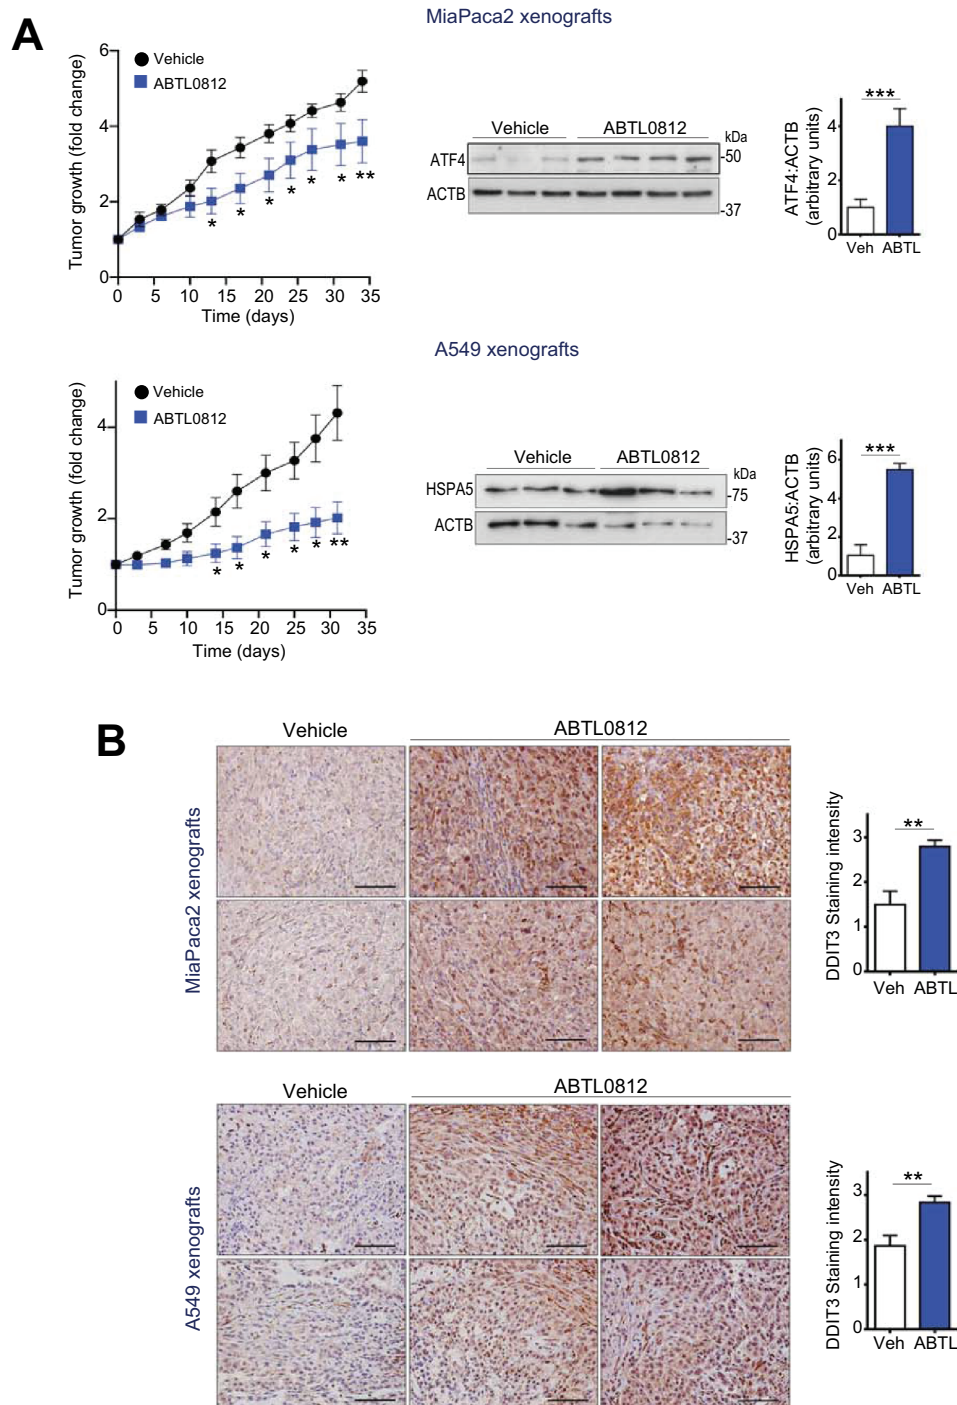 A
MiaPaca2 xenografts
Tumor growth (fold change)
6
4
2
0
Vehicle
ABTL0812
* * * * * * **
0 5 10 15 20 25 30 35
Time (days)
Vehicle ABTL0812
kDa
ATF4
-50
ACTB
-37
***
ATF4:ACTB
(arbitrary units)
4
2
0
Veh ABTL
A549 xenografts
Tumor growth (fold change)
4
2
0
Vehicle
ABTL0812
* * * * * **
0 5 10 15 20 25 30 35
Time (days)
Vehicle ABTL0812
kDa
HSPA5
-75
ACTB
-37
***
HSPA5:ACTB
(arbitrary units)
6
4
2
0
Veh ABTL
B
Vehicle ABTL0812
MiaPaca2 xenografts
**
DDIT3 Staining intensity
3
2
1
0
Veh ABTL
Vehicle ABTL0812
A549 xenografts
**
DDIT3 Staining intensity
3
2
1
0
Veh ABTL